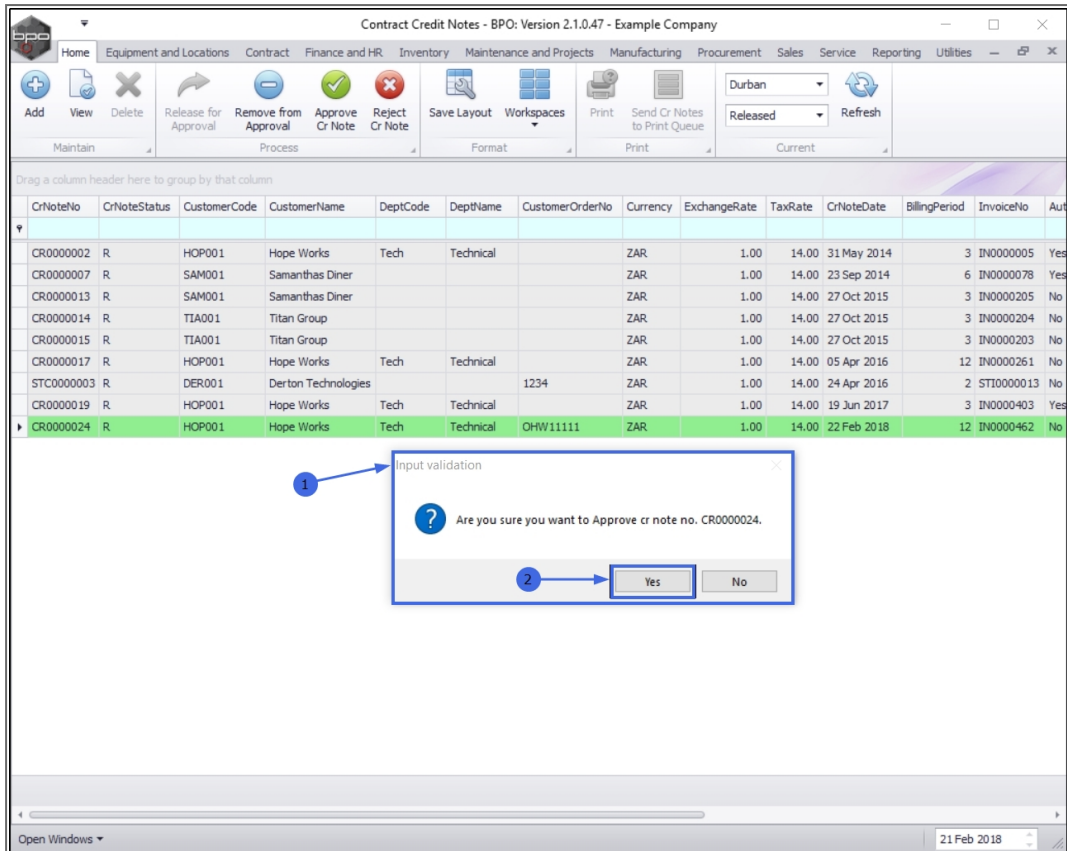 Contract Credit Notes - BPO: Version 2.1.0.47 - Example Company
bpo
Home Equipment and Locations Contract Finance and HR Inventory Maintenance and Projects Manufacturing Procurement Sales Service Reporting Utilities
Add View Delete Release for Approval Remove from Approval Approve Cr Note Reject Cr Note Save Layout Workspaces Print Send Cr Notes to Print Queue Durban Released Refresh
Maintain Process Format Print Current
Drag a column header here to group by that column
CrNoteNo CrNoteStatus CustomerCode CustomerName DeptCode DeptName CustomerOrderNo Currency ExchangeRate TaxRate CrNoteDate BillingPeriod InvoiceNo Aut
CR0000002 R HOP001 Hope Works Tech Technical ZAR 1.00 14.00 31 May 2014 3 IN0000005 Yes
CR0000007 R SAM001 Samanthas Diner ZAR 1.00 14.00 23 Sep 2014 6 IN0000078 Yes
CR0000013 R SAM001 Samanthas Diner ZAR 1.00 14.00 27 Oct 2015 3 IN0000205 No
CR0000014 R TIA001 Titan Group ZAR 1.00 14.00 27 Oct 2015 3 IN0000204 No
CR0000015 R TIA001 Titan Group ZAR 1.00 14.00 27 Oct 2015 3 IN0000203 No
CR0000017 R HOP001 Hope Works Tech Technical ZAR 1.00 14.00 05 Apr 2016 12 IN0000261 No
STC0000003 R DER001 Derton Technologies 1234 ZAR 1.00 14.00 24 Apr 2016 2 STI0000013 No
CR0000019 R HOP001 Hope Works Tech Technical ZAR 1.00 14.00 19 Jun 2017 3 IN0000403 Yes
CR0000024 R HOP001 Hope Works Tech Technical OHW11111 ZAR 1.00 14.00 22 Feb 2018 12 IN0000462 No
Input validation
1
Are you sure you want to Approve cr note no. CR0000024.
2
Yes No
Open Windows 21 Feb 2018